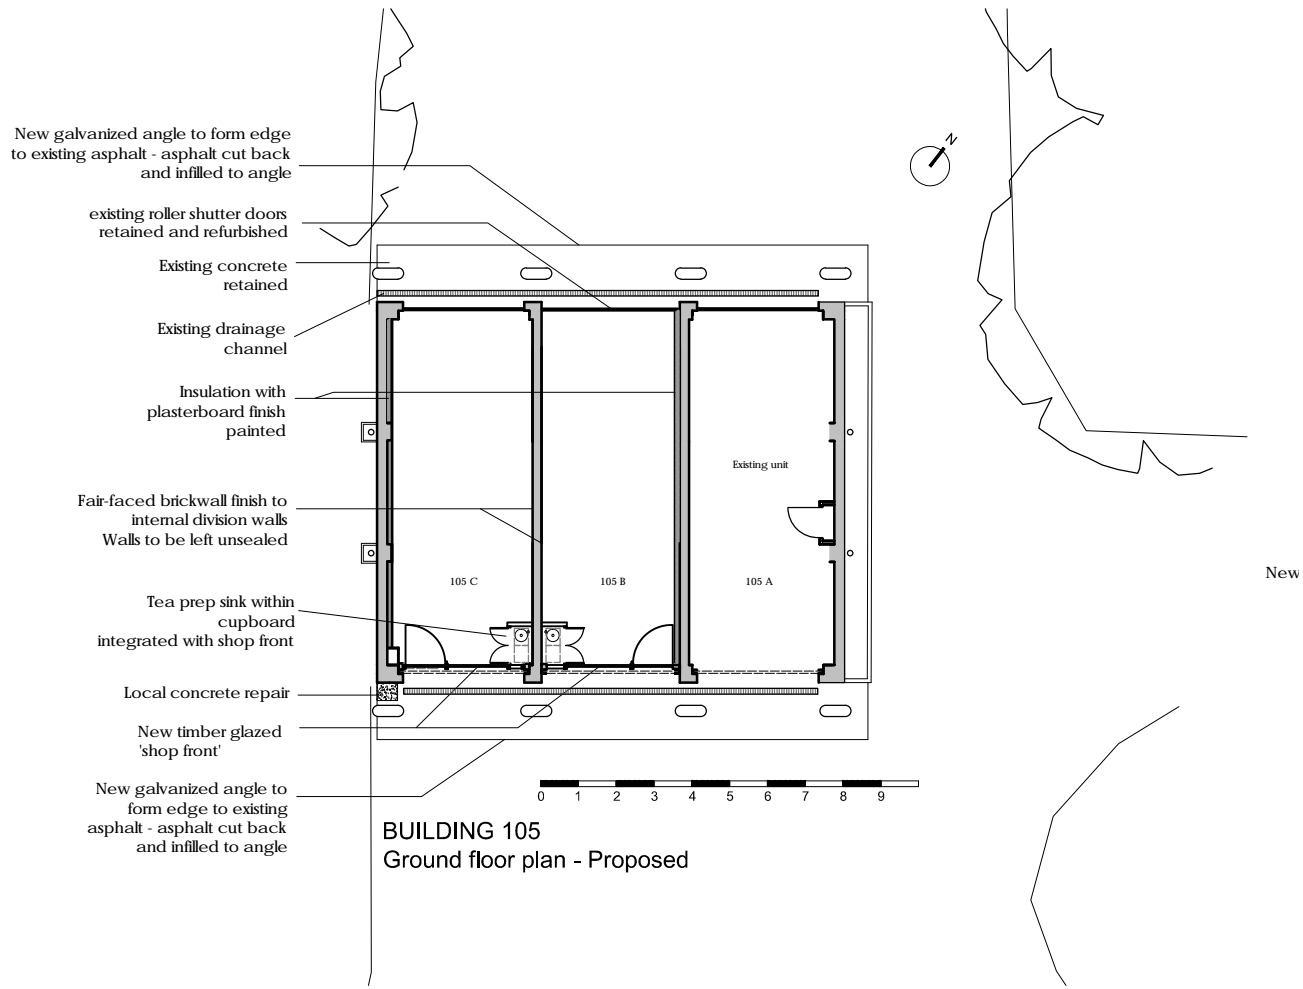 N
New galvanized angle to form edge
to existing asphalt - asphalt cut back
and infilled to angle
existing roller shutter doors
retained and refurbished
Existing concrete
retained
Existing drainage
channel
Insulation with
plasterboard finish
painted
Existing unit
Fair-faced brickwall finish to
internal division walls
Walls to be left unsealed
New
105 C
105 B
105 A
Tea prep sink within
cupboard
integrated with shop front
Local concrete repair
New timber glazed
'shop front'
New galvanized angle to
form edge to existing
asphalt - asphalt cut back
and infilled to angle
0 1 2 3 4 5 6 7 8 9
BUILDING 105
Ground floor plan - Proposed